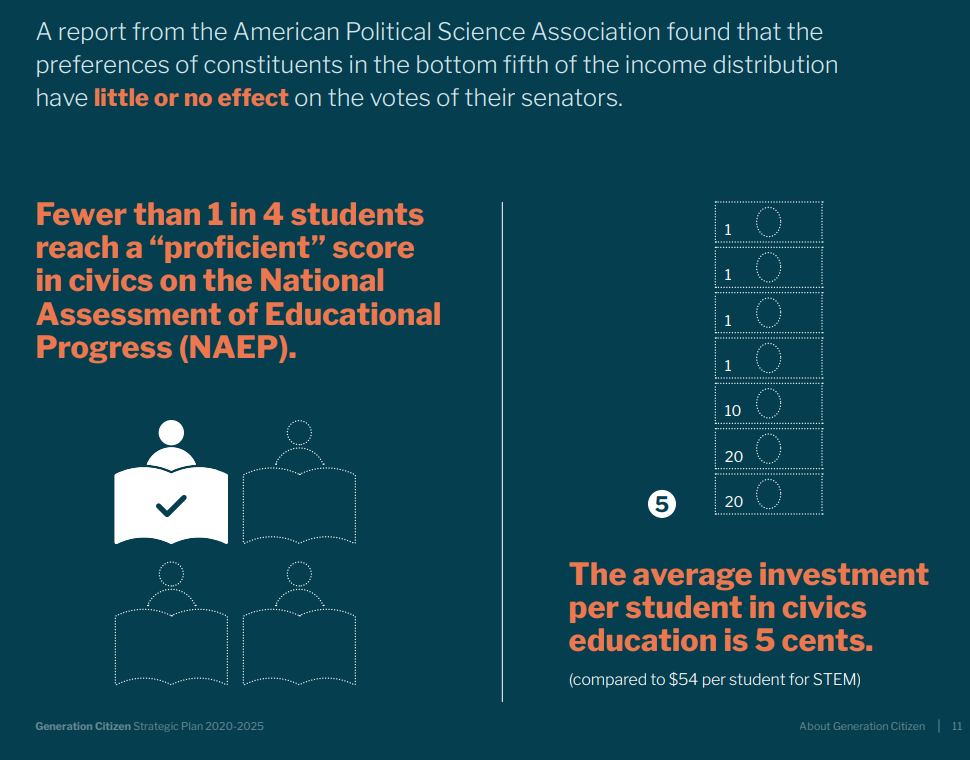 A report from the American Political Science Association found that the
preferences of constituents in the bottom fifth of the income distribution
have little or no effect on the votes of their senators.
Fewer than 1 in 4 students
reach a “proficient” score
in civics on the National
Assessment of Educational
Progress (NAEP).
1
1
1
1
10
20
20
5
The average investment
per student in civics
education is 5 cents.
(compared to $54 per student for STEM)
Generation Citizen Strategic Plan 2020-2025
About Generation Citizen | 11